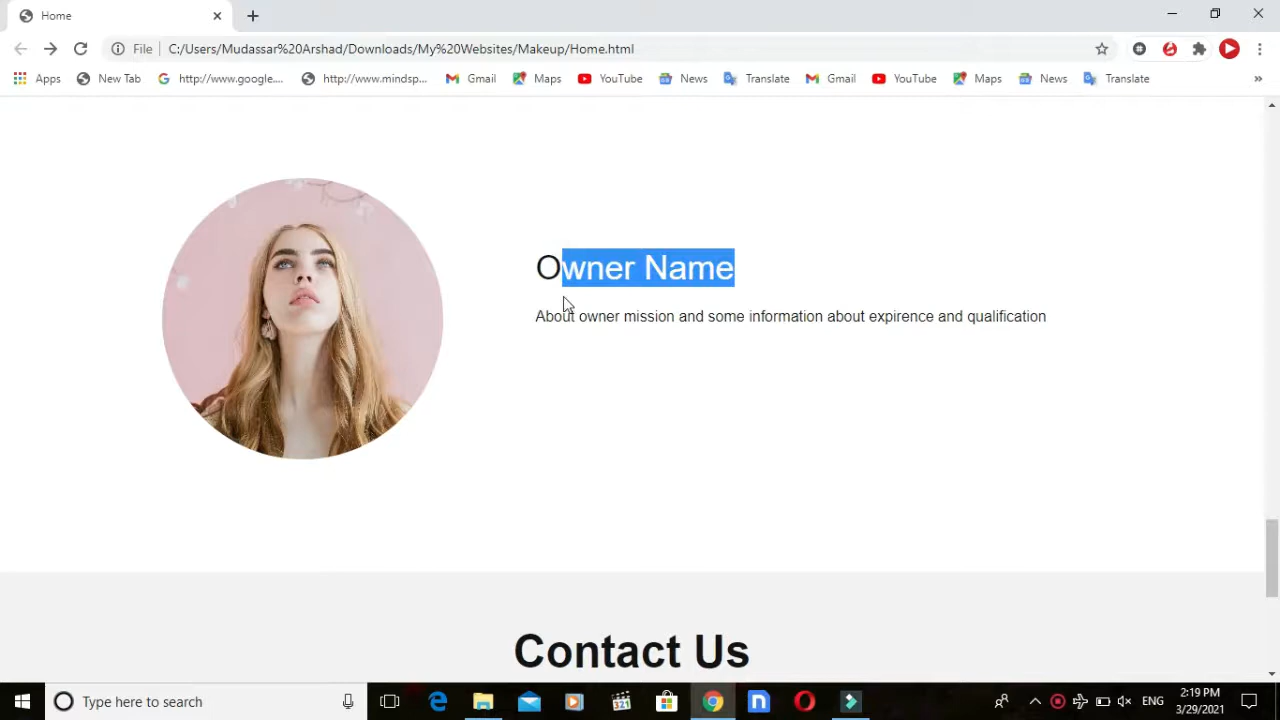 Home
File
C:/Users/Mudassar%20Arshad/Downloads/My%20Websites/Makeup/Home.html
Apps
New Tab
http://www.google....
http://www.mindsp...
Gmail
Maps
YouTube
News
Translate
Gmail
YouTube
Maps
News
Translate
»
Owner Name
About owner mission and some information about expirence and qualification
Contact Us
Type here to search
321
ENG
2:19 PM
3/29/2021